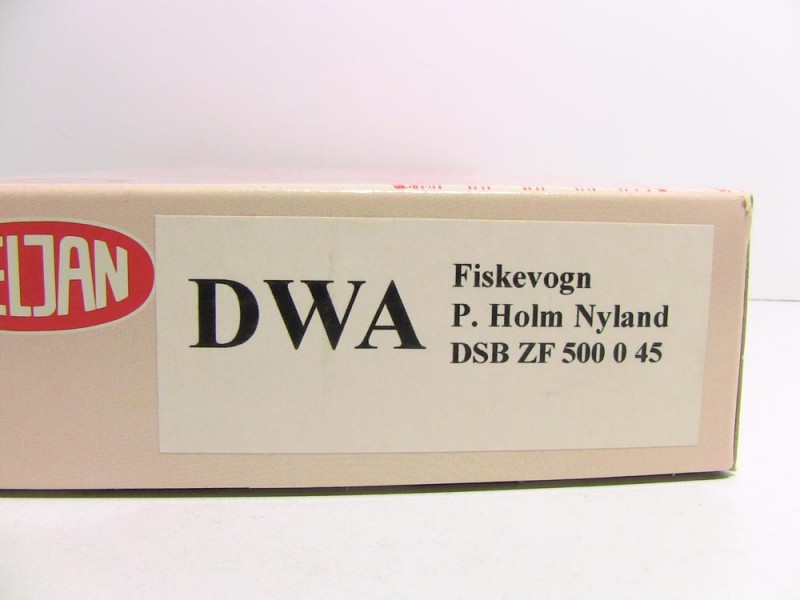 ELJAN
DWA
Fiskevogn
P. Holm Nyland
DSB ZF 500 0 45